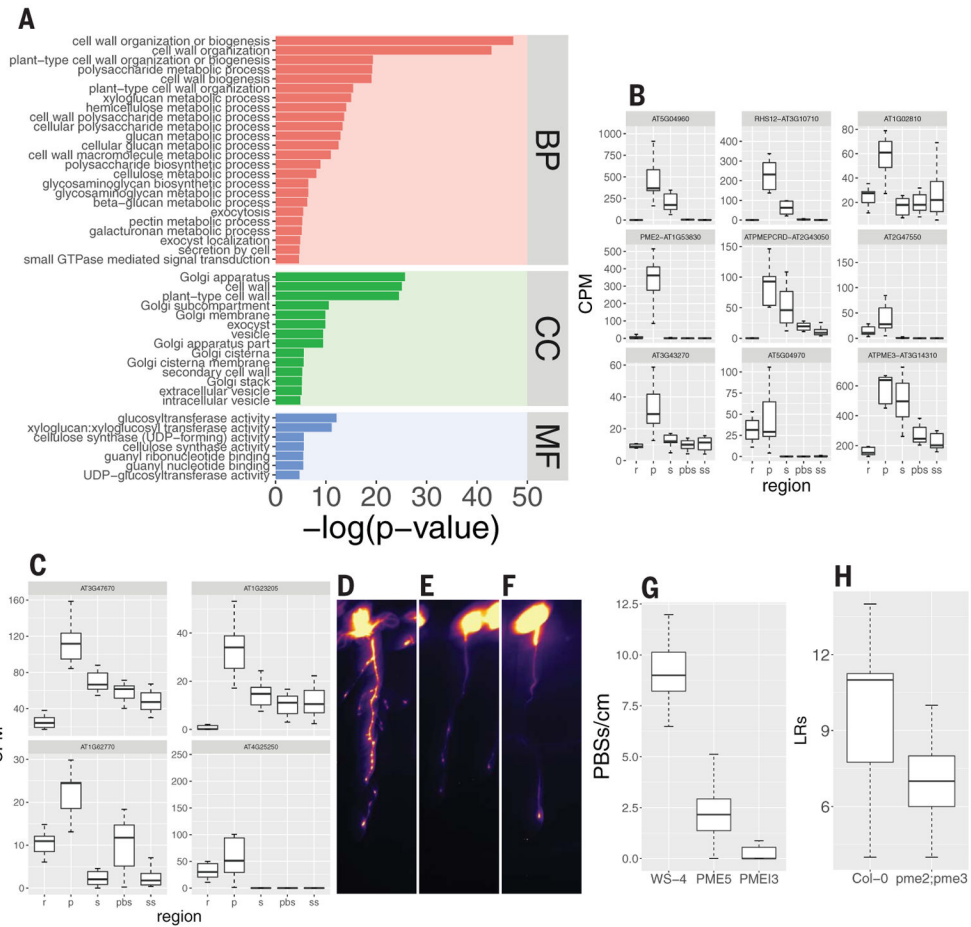 A
cell wall organization or biogenesis
cell wall organization
plant-type cell wall organization or biogenesis
polysaccharide metabolic process
cell wall biogenesis
plant-type cell wall organization
xyloglucan metabolic process
hemicellulose metabolic process
cell wall polysaccharide metabolic process
cellular polysaccharide metabolic process
glucan metabolic process
cellular glucan metabolic process
cell wall macromolecule metabolic process
polysaccharide biosynthetic process
cellulose metabolic process
glycosaminoglycan biosynthetic process
glycosaminoglycan metabolic process
beta-glucan metabolic process
exocytosis
pectin metabolic process
galacturonan metabolic process
exocyst localization
secretion by cell
small GTPase mediated signal transduction
BP
Golgi apparatus
cell wall
plant-type cell wall
Golgi subcompartment
Golgi membrane
exocyst
vesicle
Golgi apparatus part
Golgi cisterna
Golgi cisterna membrane
secondary cell wall
Golgi stack
extracellular vesicle
intracellular vesicle
CC
glucosyltransferase activity
xyloglucan:xyloglucosyl transferase activity
cellulose synthase (UDP-forming) activity
cellulose synthase activity
guanyl ribonucleotide binding
guanyl nucleotide binding
UDP-glucosyltransferase activity
MF
0 10 20 30 40 50
-log(p-value)
B
AT5G04960 RHS12-AT3G10710 AT1G02810
1000 750 500 250 0
400 300 200 100 0
80 60 40 20 0
PME2-AT1G53830 ATPMEPCRD-AT2G43050 AT2G47550
600 400 200 0
150 100 50 0
150 100 50 0
AT3G43270 AT5G04970 ATPME3-AT3G14310
60 40 20 0
100 75 50 25 0
600 400 200
r p s pbs ss r p s pbs ss r p s pbs ss
CPM
region
C
AT3G47670 AT1G23205
160 120 80 40
40 20 0
AT1G62770 AT4G25250
30 20 10 0
250 200 150 100 50 0
r p s pbs ss r p s pbs ss
region
D E F
G
12.5
10.0
7.5
5.0
2.5
0.0
PBSs/cm
WS-4 PME5 PMEI3
H
12
9
6
LRs
Col-0 pme2;pme3